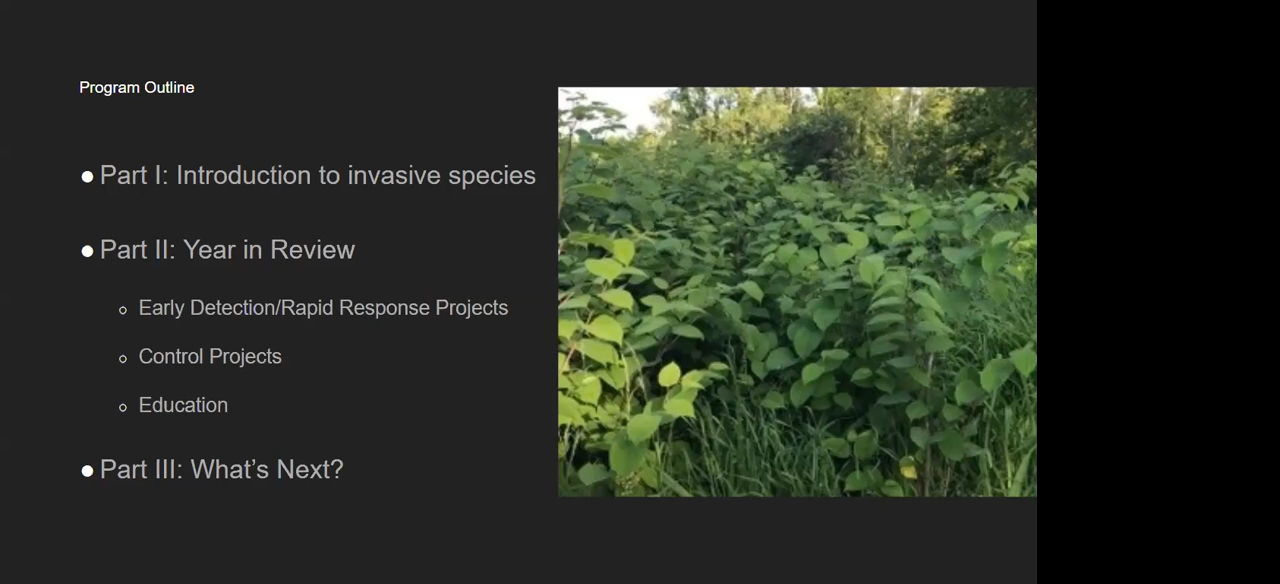 Program Outline
● Part I: Introduction to invasive species
● Part II: Year in Review
○ Early Detection/Rapid Response Projects
○ Control Projects
○ Education
● Part III: What’s Next?